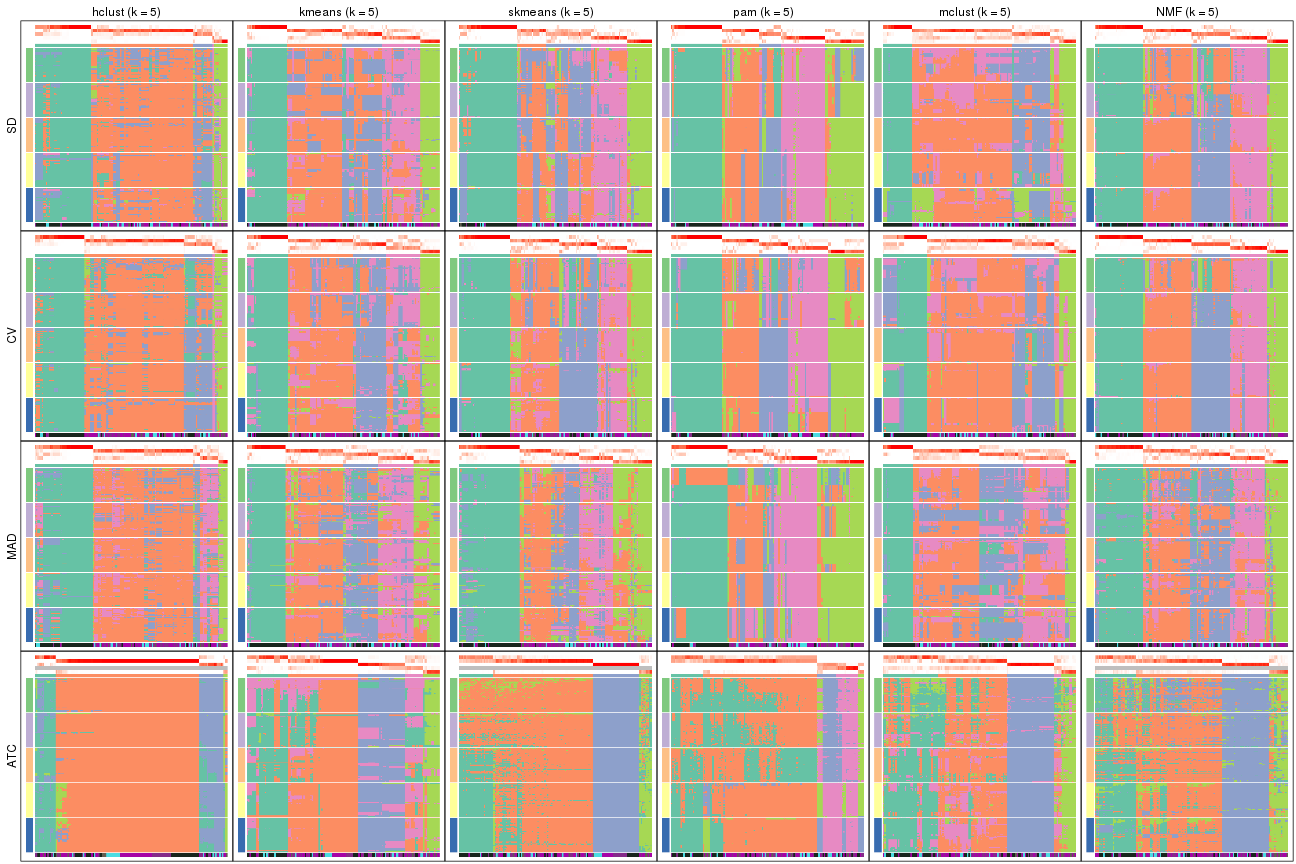 hclust (k = 5) kmeans (k = 5) skmeans (k = 5) pam (k = 5) mclust (k = 5) NMF (k = 5)
SD
CV
MAD
ATC